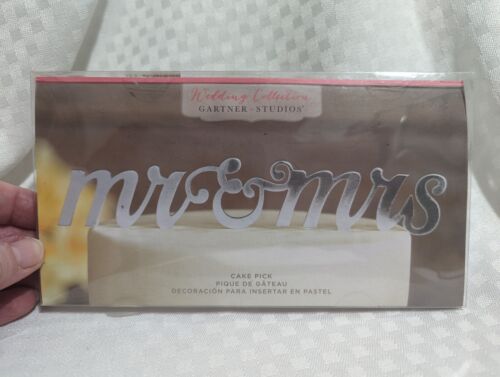 Wedding Collection
GARTNER STUDIOS®
mr & mrs
CAKE PICK
PIQUE DE GÂTEAU
DECORACIÓN PARA INSERTAR EN PASTEL